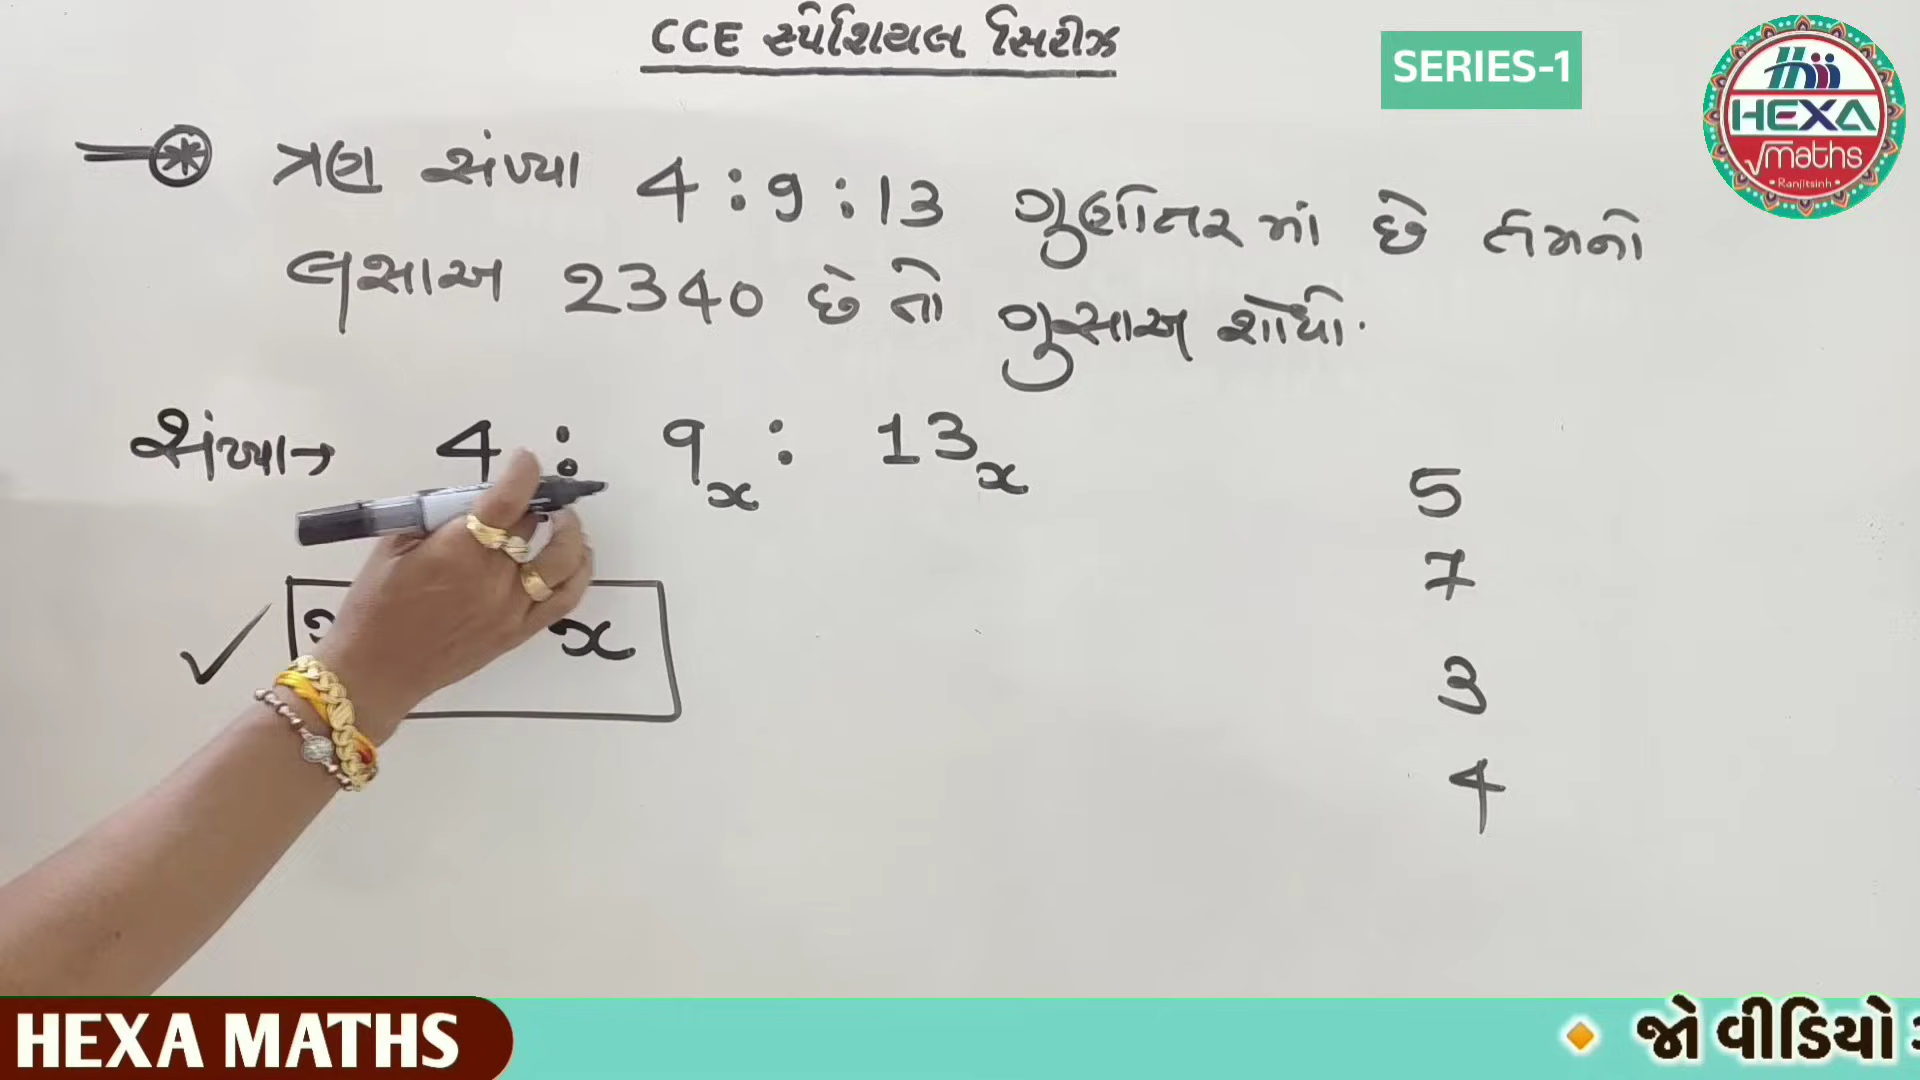 CCE સ્પેશિયલ સિરીઝ
SERIES-1
HEXA
√maths
• Ranjitsinh •
ત્રણ સંખ્યા 4 : 9 : 13 ગુણોત્તરમાં છે તેમનો
લસાઅ 2340 છે તો ગુસાઅ શોધો.
સંખ્યા→ 4 : 9x : 13x
5
7
x
3
4
HEXA MATHS
જો વીડિયો